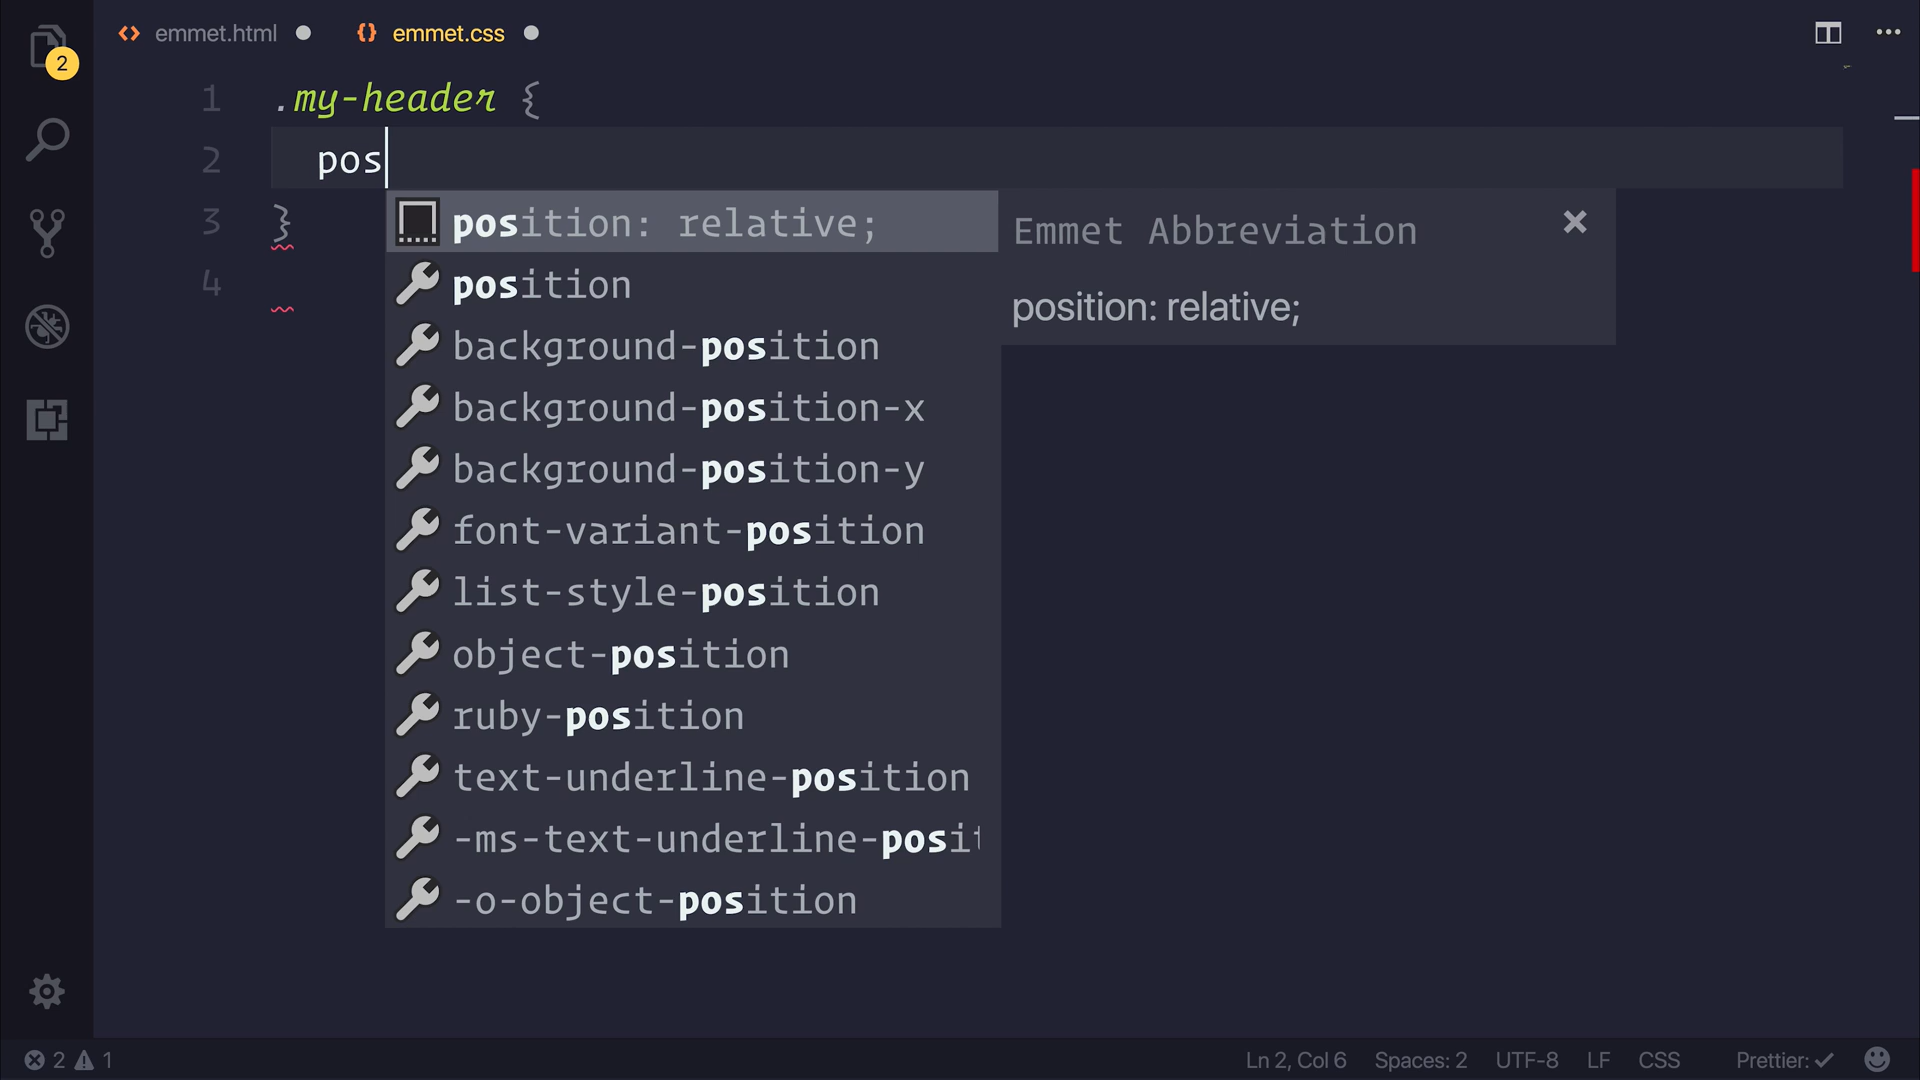 2
emmet.html
emmet.css
1 .my-header {
2 pos
3 }
4
position: relative;
position
background-position
background-position-x
background-position-y
font-variant-position
list-style-position
object-position
ruby-position
text-underline-position
-ms-text-underline-posit
-o-object-position
Emmet Abbreviation
position: relative;
2 1
Ln 2, Col 6 Spaces: 2 UTF-8 LF CSS Prettier: ✓